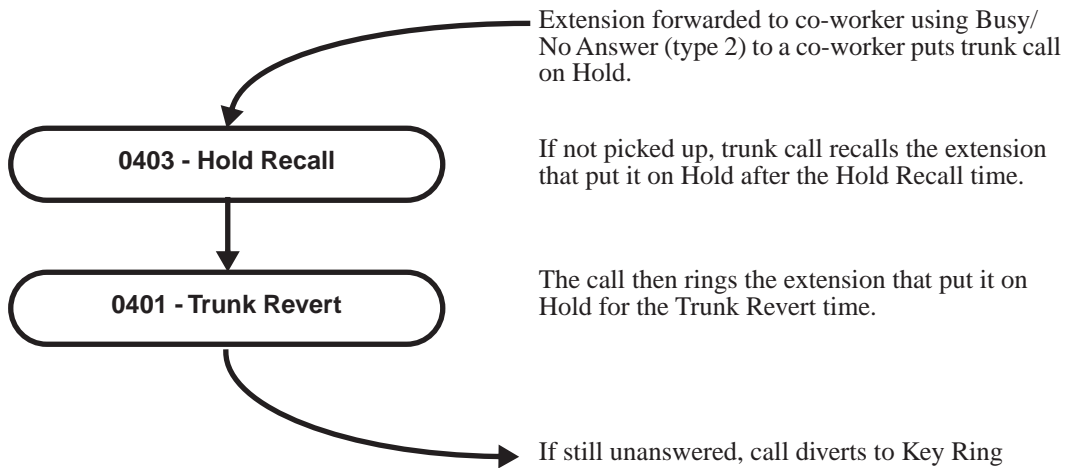 Extension forwarded to co-worker using Busy/
No Answer (type 2) to a co-worker puts trunk call
on Hold.
0403 - Hold Recall
If not picked up, trunk call recalls the extension
that put it on Hold after the Hold Recall time.
0401 - Trunk Revert
The call then rings the extension that put it on
Hold for the Trunk Revert time.
If still unanswered, call diverts to Key Ring